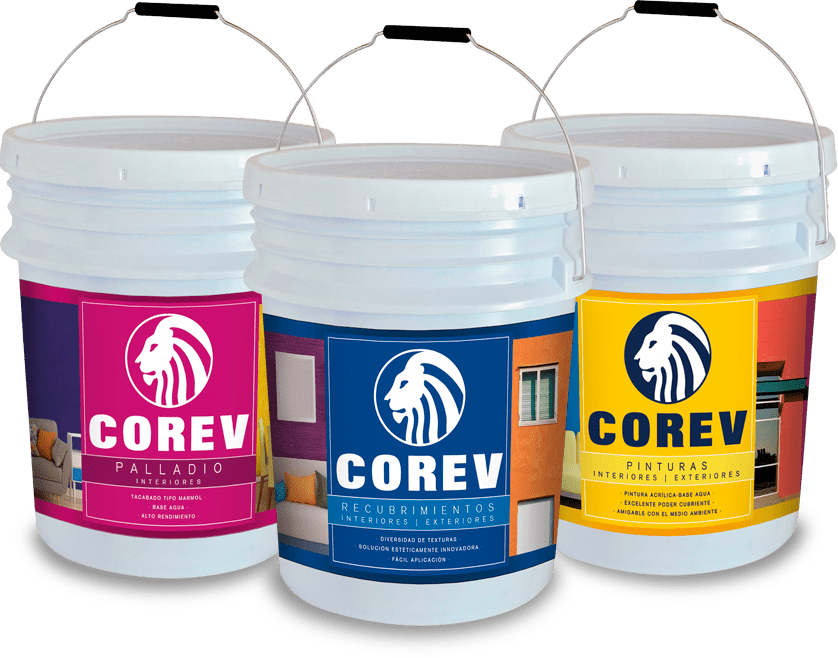 COREV
PALLADIO
INTERIORES
TACABADO TIPO MARMOL ·
· BASE AGUA ·
· ALTO RENDIMIENTO ·
COREV
RECUBRIMIENTOS
INTERIORES | EXTERIORES
· DIVERSIDAD DE TEXTURAS ·
· SOLUCIÓN ESTÉTICAMENTE INNOVADORA ·
· FÁCIL APLICACIÓN ·
COREV
PINTURAS
INTERIORES | EXTERIORES
· PINTURA ACRÍLICA-BASE AGUA ·
· EXCELENTE PODER CUBRIENTE ·
· AMIGABLE CON EL MEDIO AMBIENTE ·